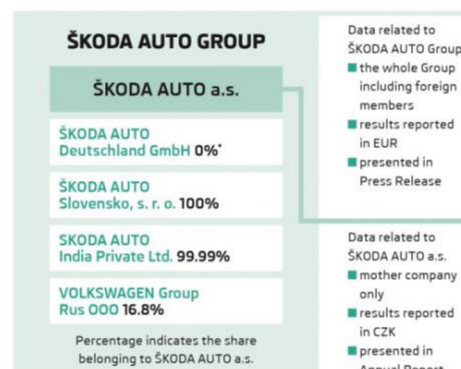 ŠKODA AUTO GROUP
ŠKODA AUTO a.s.
ŠKODA AUTO
Deutschland GmbH 0%*
ŠKODA AUTO
Slovensko, s. r. o. 100%
SKODA AUTO
India Private Ltd. 99.99%
VOLKSWAGEN Group
Rus OOO 16.8%
Percentage indicates the share
belonging to ŠKODA AUTO a.s.
Data related to
ŠKODA AUTO Group
■ the whole Group
including foreign
members
■ results reported
in EUR
■ presented in
Press Release
Data related to
ŠKODA AUTO a.s.
■ mother company
only
■ results reported
in CZK
■ presented in
Annual Report